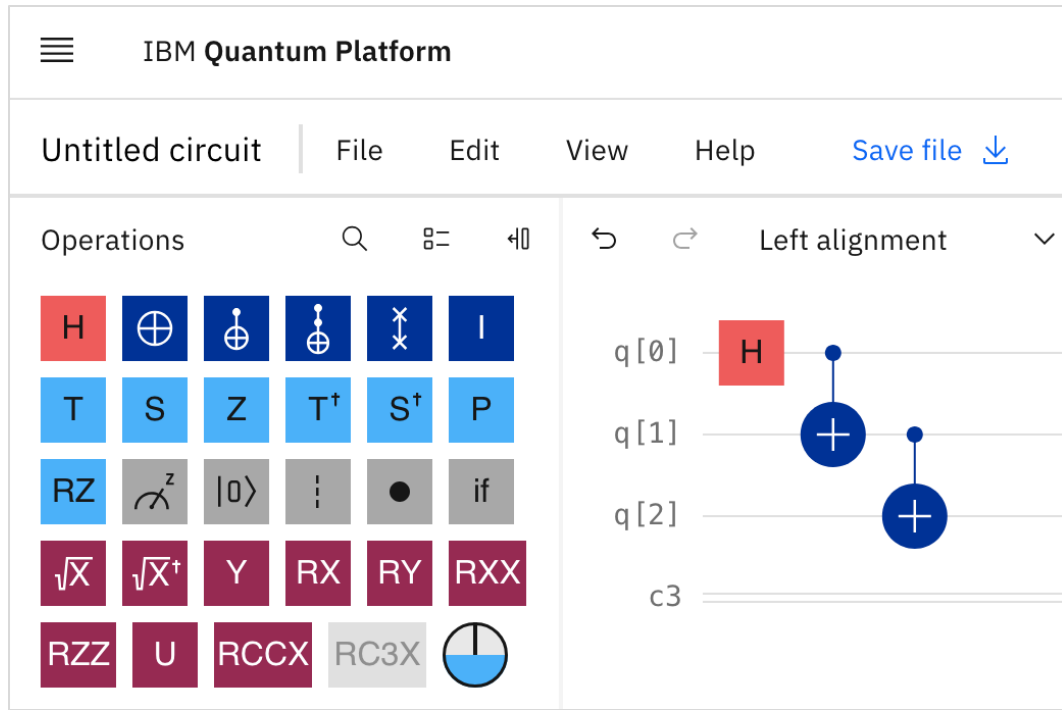 IBM Quantum Platform
Untitled circuit File Edit View Help Save file
Operations
Left alignment
H I
T S Z T† S† P
RZ z |0⟩ if
√X √X† Y RX RY RXX
RZZ U RCCX RC3X
q[0] H
q[1]
q[2]
c3